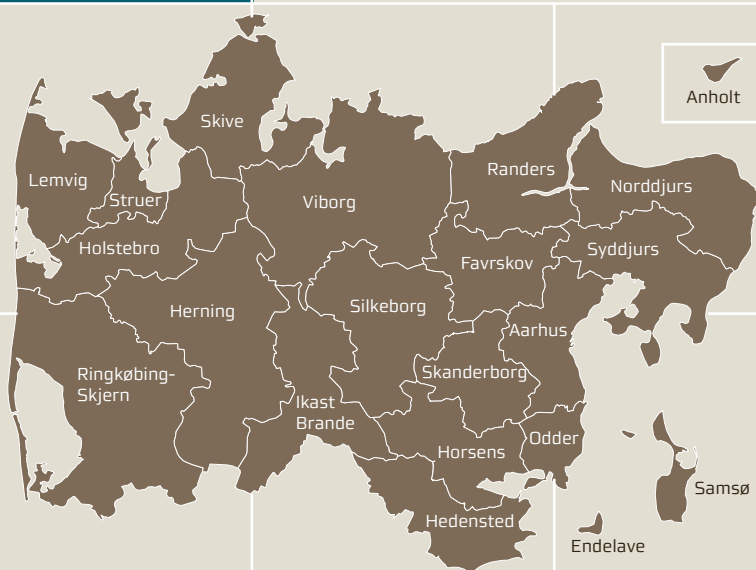 Anholt
Skive
Randers
Lemvig
Norddjurs
Struer
Viborg
Holstebro
Syddjurs
Favrskov
Herning
Silkeborg
Aarhus
Ringkøbing-
Skjern
Skanderborg
Ikast
Brande
Odder
Horsens
Samsø
Hedensted
Endelave